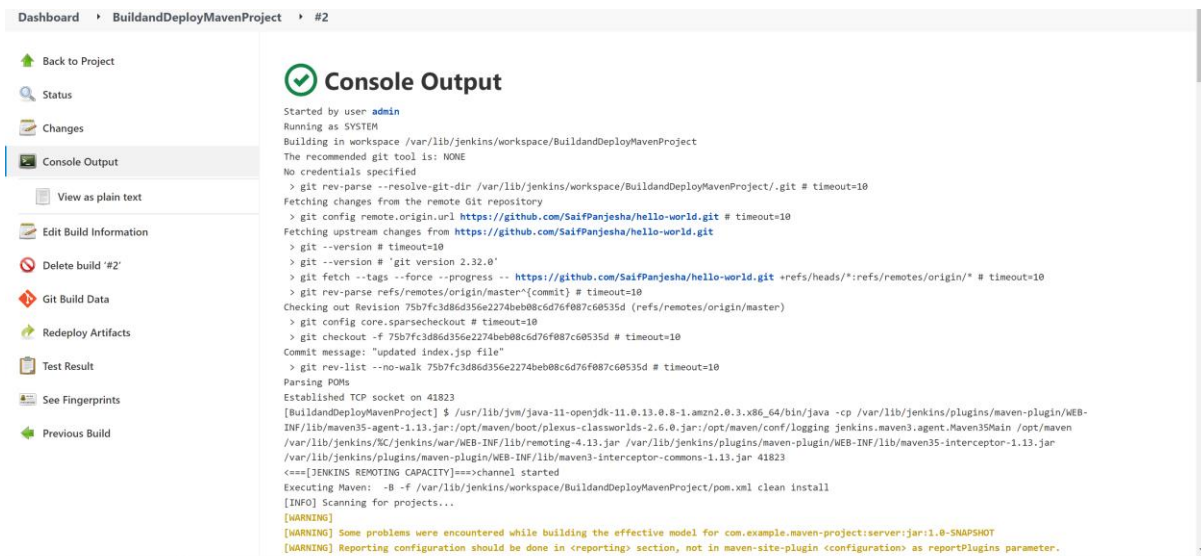 Dashboard BuildandDeployMavenProject #2
Back to Project
Status
Changes
Console Output
View as plain text
Edit Build Information
Delete build '#2'
Git Build Data
Redeploy Artifacts
Test Result
See Fingerprints
Previous Build
Console Output
Started by user admin
Running as SYSTEM
Building in workspace /var/lib/jenkins/workspace/BuildandDeployMavenProject
The recommended git tool is: NONE
No credentials specified
> git rev-parse --resolve-git-dir /var/lib/jenkins/workspace/BuildandDeployMavenProject/.git # timeout=10
Fetching changes from the remote Git repository
> git config remote.origin.url https://github.com/SaifPanjesha/hello-world.git # timeout=10
Fetching upstream changes from https://github.com/SaifPanjesha/hello-world.git
> git --version # timeout=10
> git --version # 'git version 2.32.0'
> git fetch --tags --force --progress -- https://github.com/SaifPanjesha/hello-world.git +refs/heads/*:refs/remotes/origin/* # timeout=10
> git rev-parse refs/remotes/origin/master^{commit} # timeout=10
Checking out Revision 75b7fc3d86d356e2274beb08c6d76f087c60535d (refs/remotes/origin/master)
> git config core.sparsecheckout # timeout=10
> git checkout -f 75b7fc3d86d356e2274beb08c6d76f087c60535d # timeout=10
Commit message: "updated index.jsp file"
> git rev-list --no-walk 75b7fc3d86d356e2274beb08c6d76f087c60535d # timeout=10
Parsing POMs
Established TCP socket on 41823
[BuildandDeployMavenProject] $ /usr/lib/jvm/java-11-openjdk-11.0.13.0.8-1.amzn2.0.3.x86_64/bin/java -cp /var/lib/jenkins/plugins/maven-plugin/WEB-
INF/lib/maven35-agent-1.13.jar:/opt/maven/boot/plexus-classworlds-2.6.0.jar:/opt/maven/conf/logging jenkins.maven3.agent.Maven35Main /opt/maven
/var/lib/jenkins/%C/jenkins/war/WEB-INF/lib/remoting-4.13.jar /var/lib/jenkins/plugins/maven-plugin/WEB-INF/lib/maven35-interceptor-1.13.jar
/var/lib/jenkins/plugins/maven-plugin/WEB-INF/lib/maven3-interceptor-commons-1.13.jar 41823
<===[JENKINS REMOTING CAPACITY]===>channel started
Executing Maven: -B -f /var/lib/jenkins/workspace/BuildandDeployMavenProject/pom.xml clean install
[INFO] Scanning for projects...
[WARNING]
[WARNING] Some problems were encountered while building the effective model for com.example.maven-project:server:jar:1.0-SNAPSHOT
[WARNING] Reporting configuration should be done in <reporting> section, not in maven-site-plugin <configuration> as reportPlugins parameter.